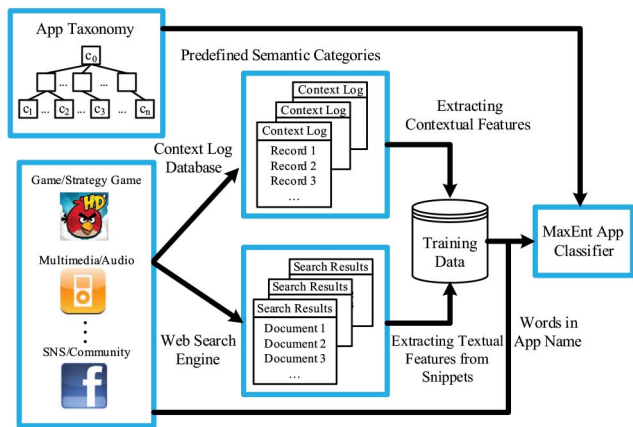 App Taxonomy
c0
... ...
c1 ... c2 ... c3 ... cn
Predefined Semantic Categories
Context Log
Context Log
Context Log
Record 1
Record 2
Record 3
...
Extracting
Contextual Features
Context Log
Database
Game/Strategy Game
HD
Multimedia/Audio
SNS/Community
f
Web Search
Engine
Search Results
Search Results
Search Results
Document 1
Document 2
Document 3
...
Training
Data
Extracting Textual
Features from
Snippets
Words in
App Name
MaxEnt App
Classifier